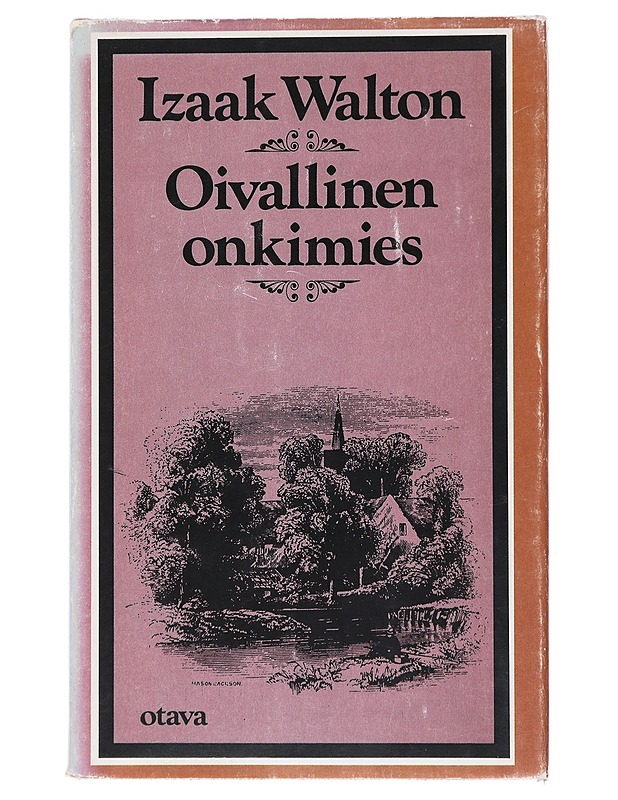 Izaak Walton
Oivallinen
onkimies
MASON JACKSON.
otava